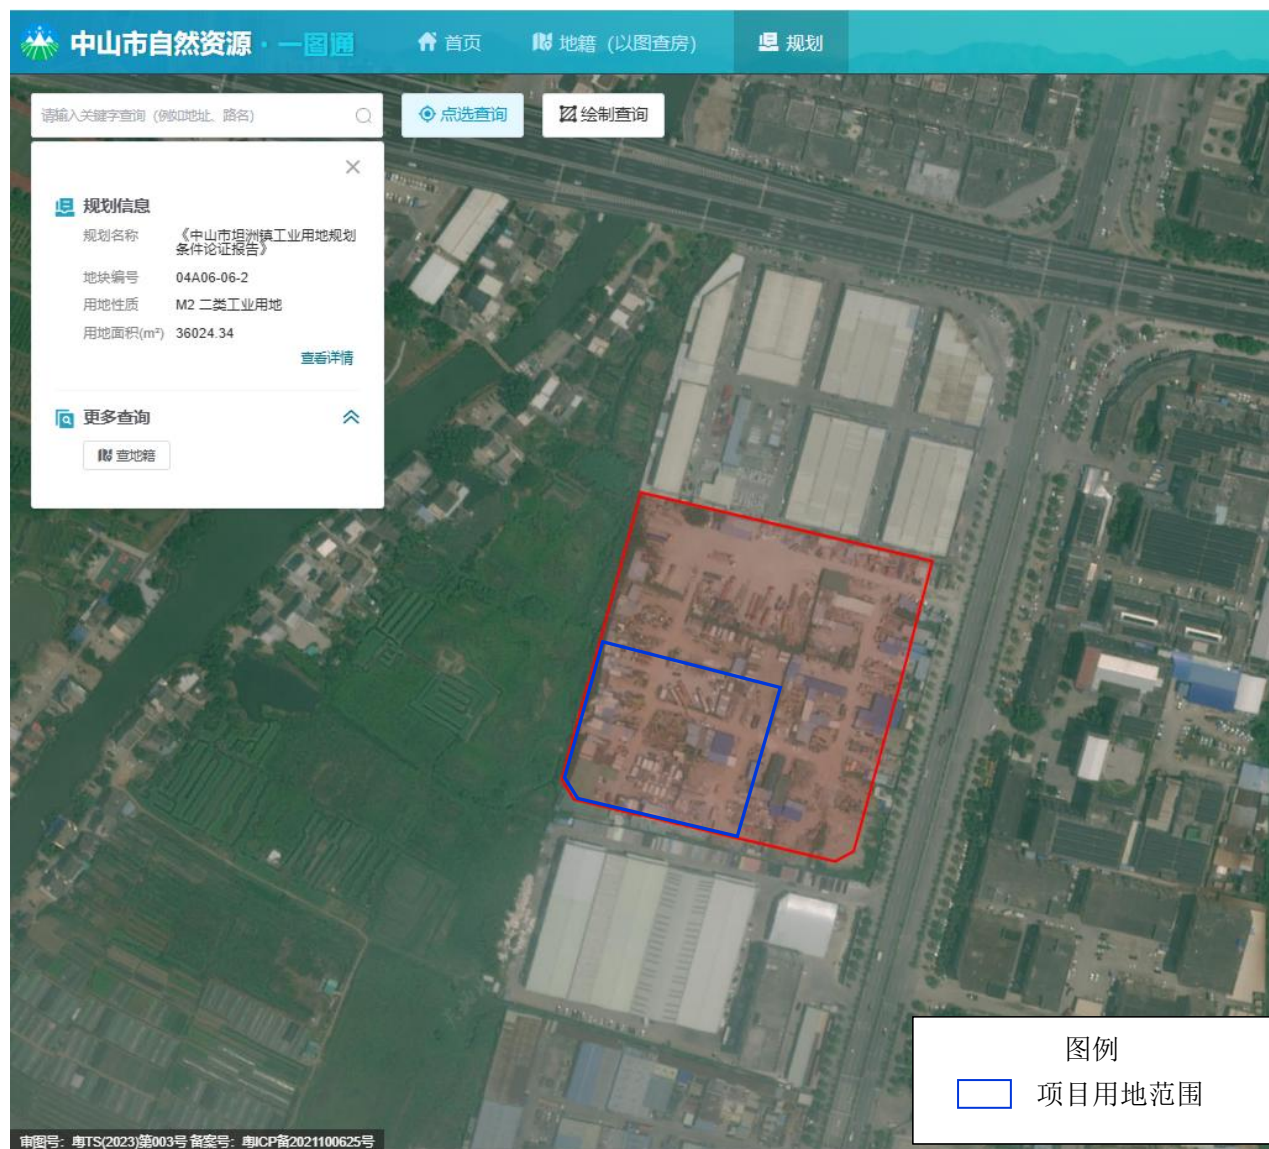 中山市自然资源·一图通
首页
地籍（以图查房）
规划
请输入关键字查询（例如地址、路名）
点选查询
绘制查询
规划信息
规划名称 《中山市坦洲镇工业用地规划
条件论证报告》
地块编号 04A06-06-2
用地性质 M2 二类工业用地
用地面积(m²) 36024.34
查看详情
更多查询
查地籍
图例
项目用地范围
审图号：粤TS(2023)第003号 备案号：粤ICP备2021100625号